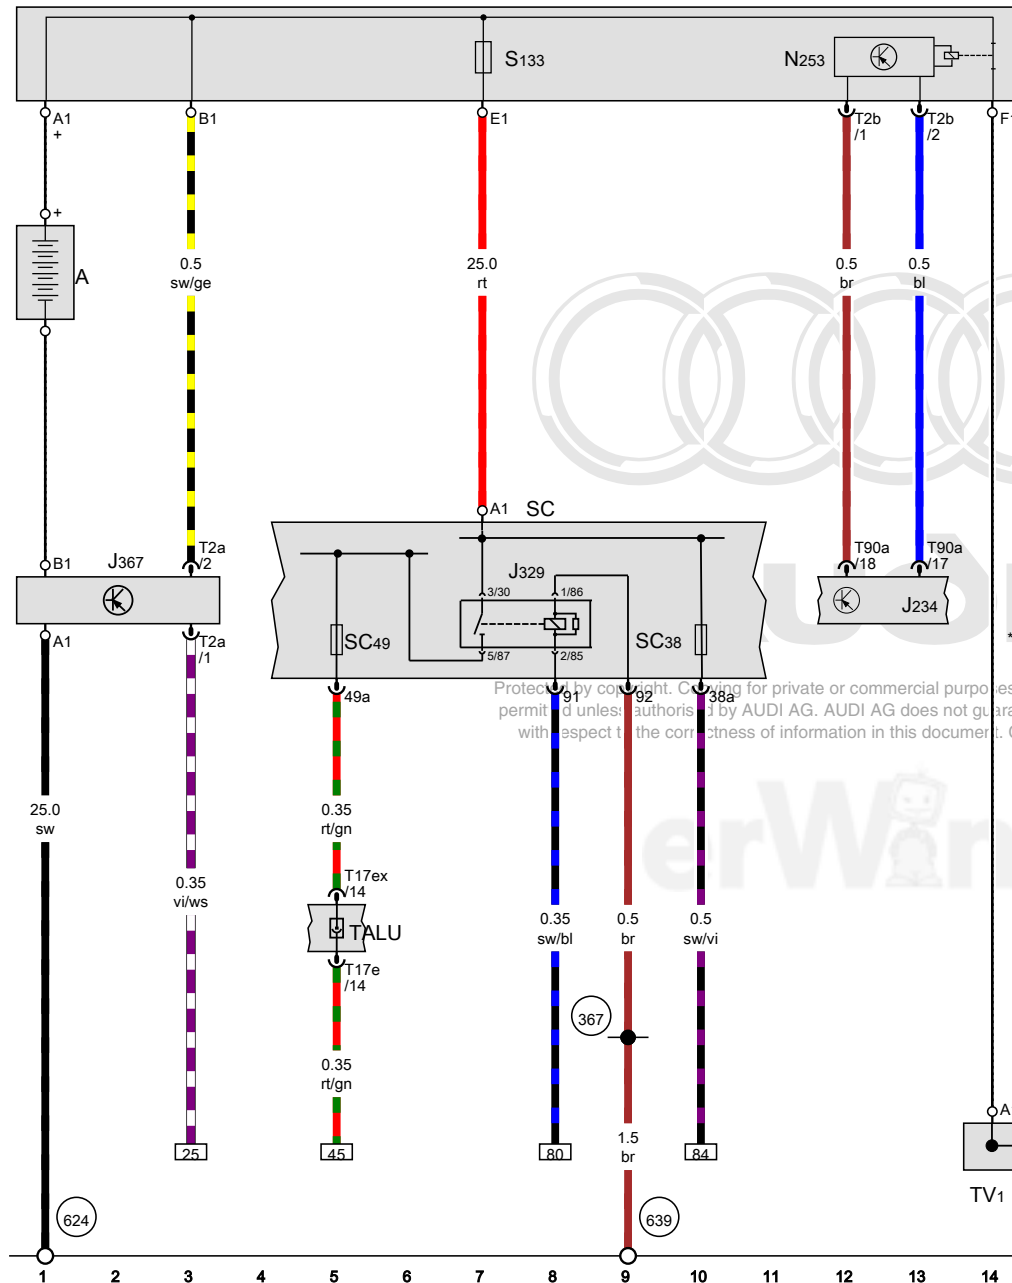 S133
N253
A1
+
B1
E1
T2b
/1
T2b
/2
F1
+
A
0.5
sw/ge
25.0
rt
0.5
br
0.5
bl
A1
SC
B1
J367
T2a
/2
J329
3/30
1/86
T90a
/18
T90a
/17
J234
A1
T2a
/1
SC49
5/87
2/85
SC38
*
49a
91
92
38a
Protected by copyright. Copying for private or commercial purposes
permitted unless authorised by AUDI AG. AUDI AG does not guara
with respect to the correctness of information in this document. C
AUDI
25.0
sw
0.35
rt/gn
erWin
0.35
vi/ws
T17ex
/14
TALU
0.35
sw/bl
0.5
br
0.5
sw/vi
T17e
/14
367
0.35
rt/gn
A
25
45
80
1.5
br
84
TV1
624
639
1 2 3 4 5 6 7 8 9 10 11 12 13 14